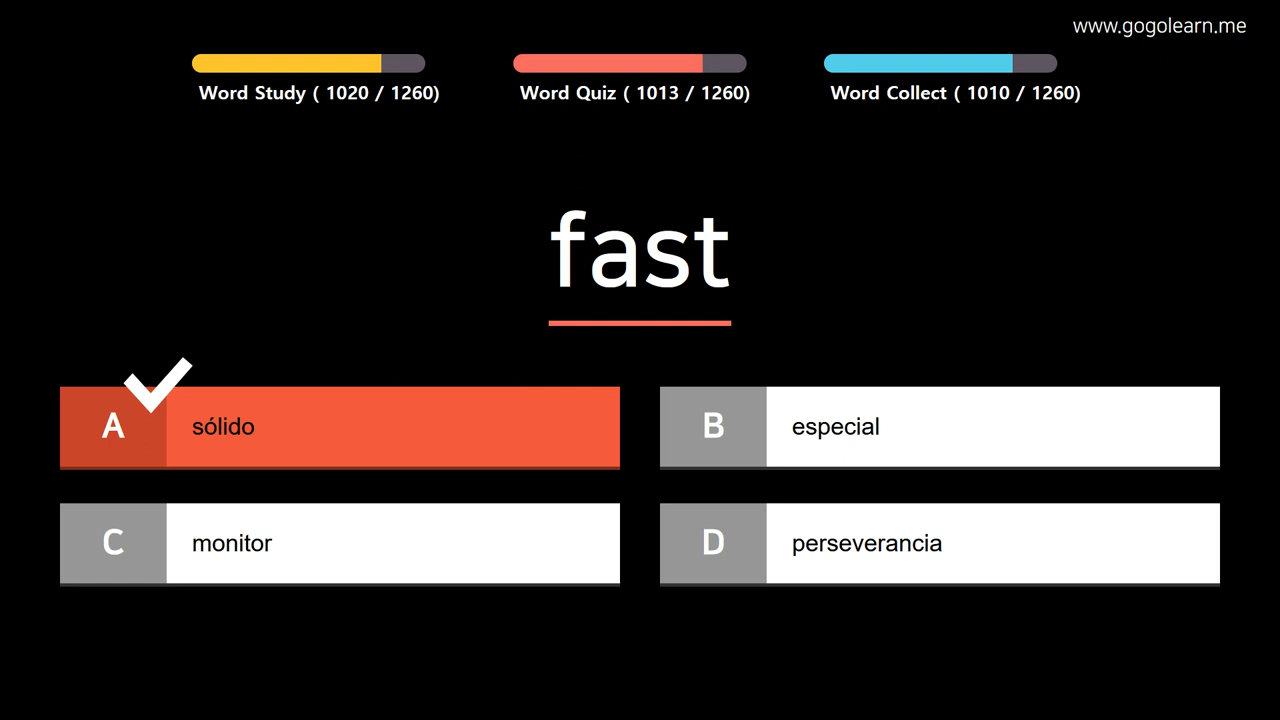 www.gogolearn.me
Word Study ( 1020 / 1260)
Word Quiz ( 1013 / 1260)
Word Collect ( 1010 / 1260)
fast
A sólido
B especial
C monitor
D perseverancia